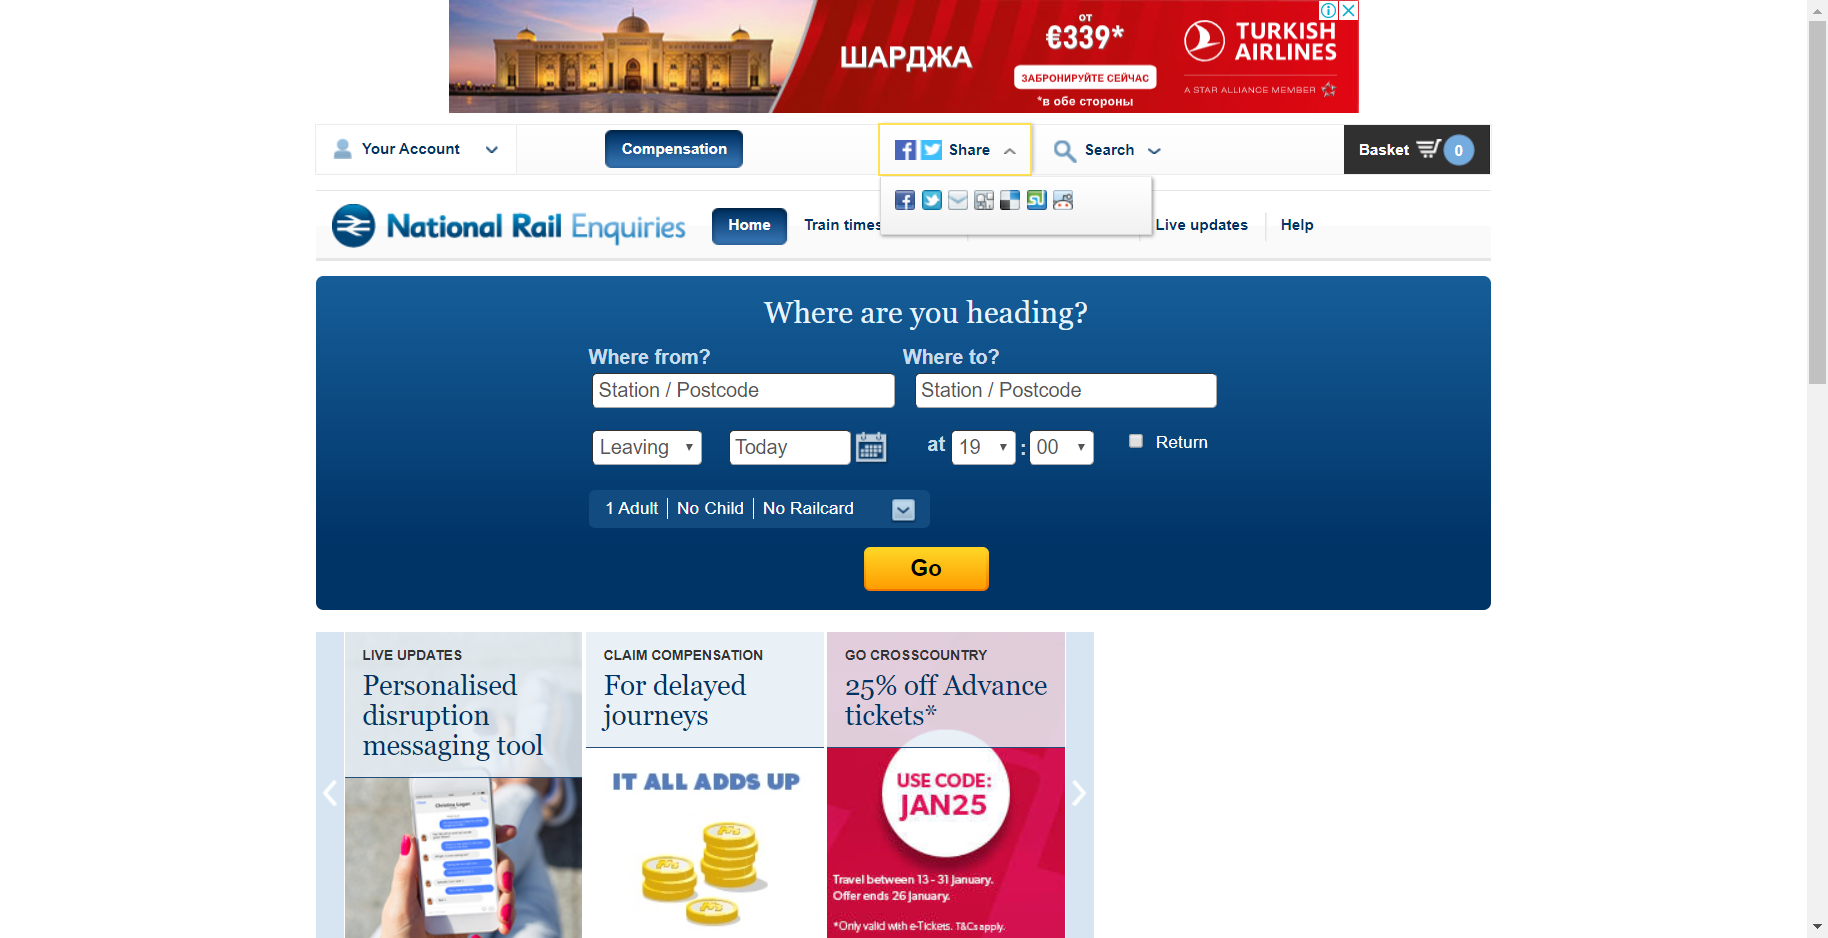 ШАРДЖА
от
€339*
ЗАБРОНИРУЙТЕ СЕЙЧАС
*в обе стороны
TURKISH
AIRLINES
A STAR ALLIANCE MEMBER
Your Account
Compensation
Share
Search
Basket 0
National Rail Enquiries
Home
Train times
Live updates
Help
Where are you heading?
Where from?
Where to?
Station / Postcode
Station / Postcode
Leaving
Today
at 19 : 00
Return
1 Adult
No Child
No Railcard
Go
LIVE UPDATES
Personalised
disruption
messaging tool
CLAIM COMPENSATION
For delayed
journeys
IT ALL ADDS UP
GO CROSSCOUNTRY
25% off Advance
tickets*
USE CODE:
JAN25
Travel between 13 - 31 January.
Offer ends 26 January.
*Only valid with e-Tickets. T&Cs apply.